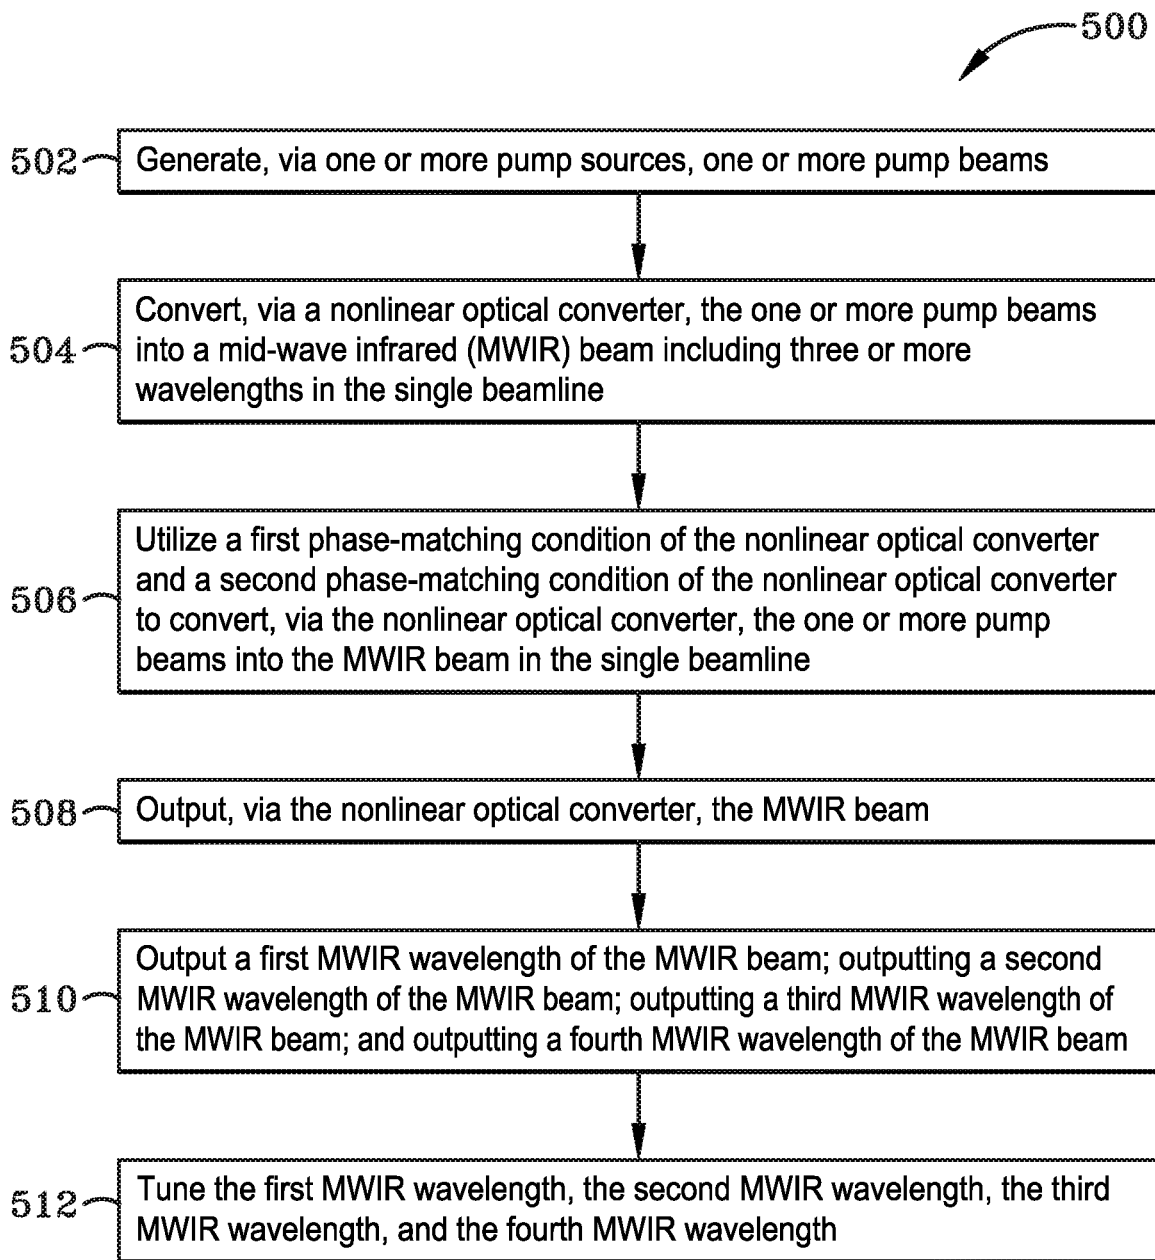 500
502
Generate, via one or more pump sources, one or more pump beams
504
Convert, via a nonlinear optical converter, the one or more pump beams
into a mid-wave infrared (MWIR) beam including three or more
wavelengths in the single beamline
506
Utilize a first phase-matching condition of the nonlinear optical converter
and a second phase-matching condition of the nonlinear optical converter
to convert, via the nonlinear optical converter, the one or more pump
beams into the MWIR beam in the single beamline
508
Output, via the nonlinear optical converter, the MWIR beam
510
Output a first MWIR wavelength of the MWIR beam; outputting a second
MWIR wavelength of the MWIR beam; outputting a third MWIR wavelength of
the MWIR beam; and outputting a fourth MWIR wavelength of the MWIR beam
512
Tune the first MWIR wavelength, the second MWIR wavelength, the third
MWIR wavelength, and the fourth MWIR wavelength